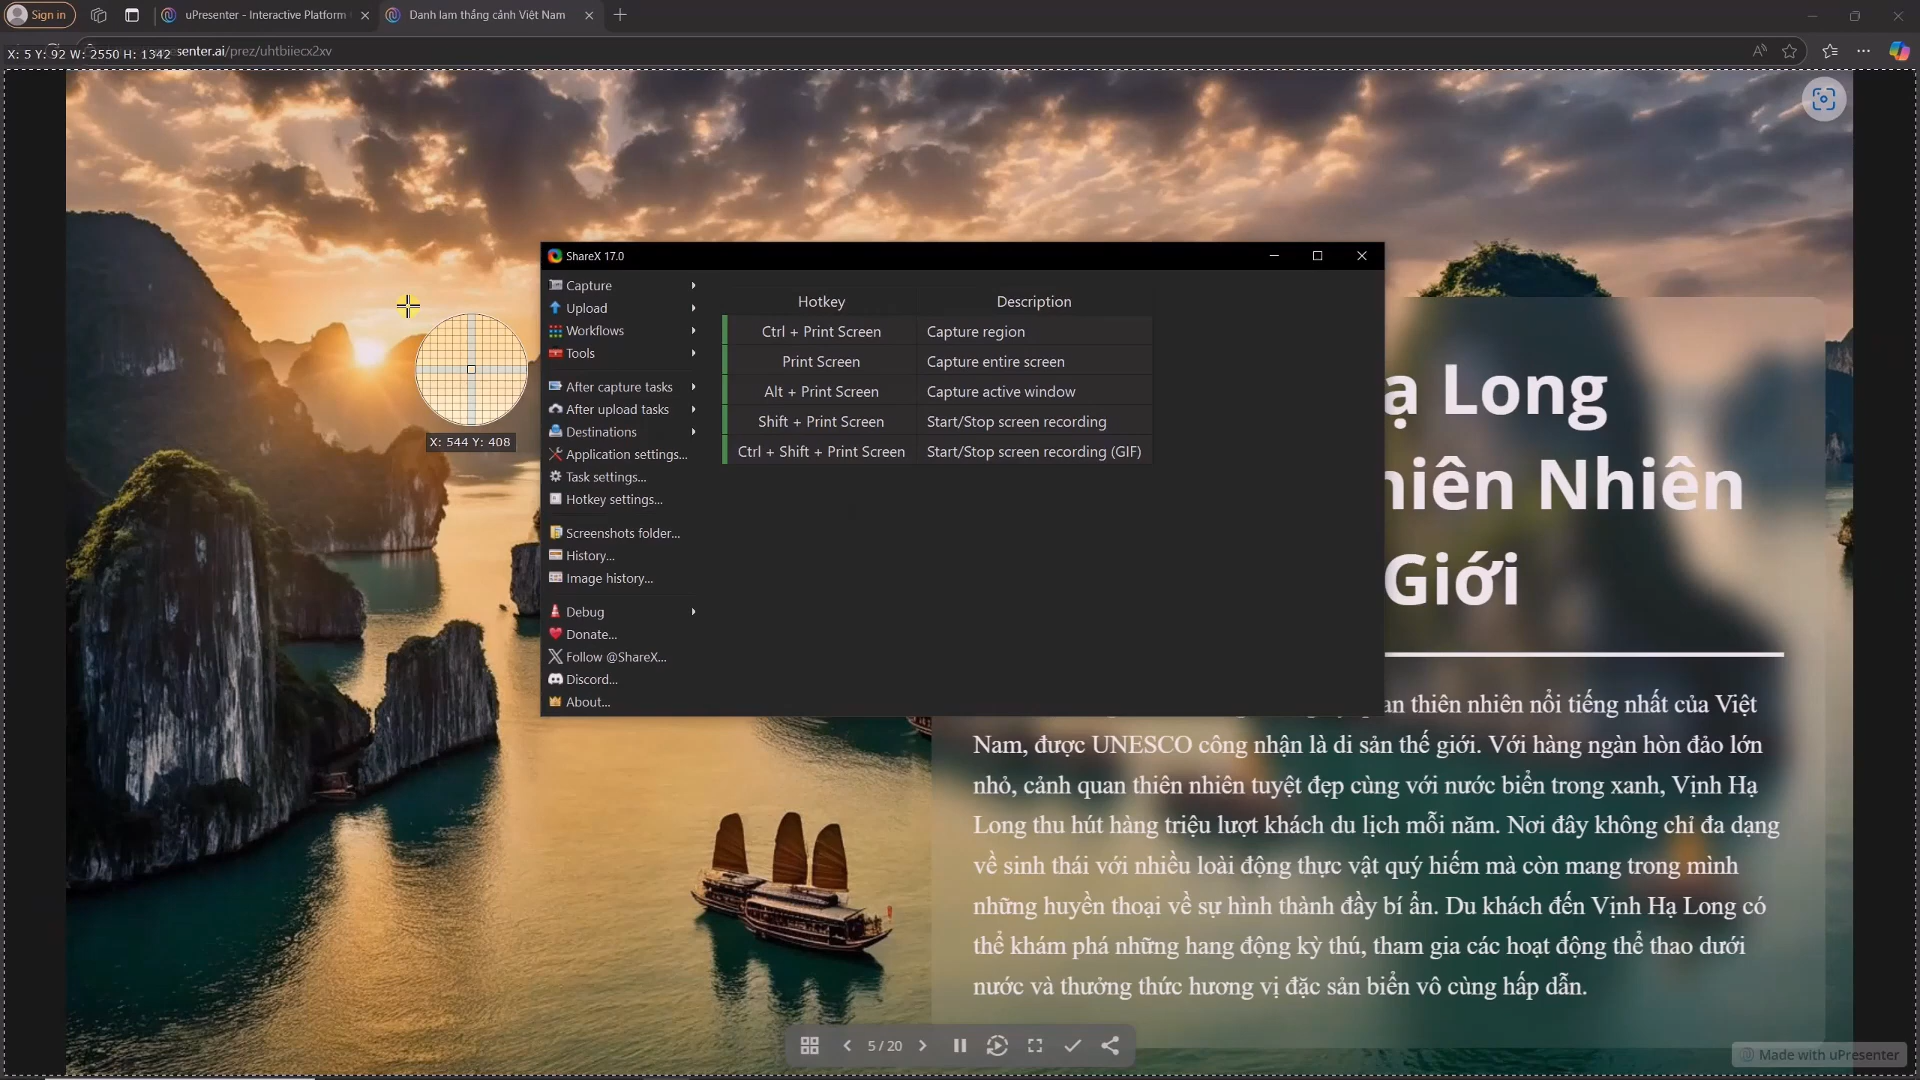 Sign in
uPresenter - Interactive Platform
Danh lam thắng cảnh Việt Nam
X: 5 Y: 92 W: 2550 H: 1342
senter.ai/prez/uhtbiiecx2xv
ShareX 17.0
Capture
Upload
Workflows
Tools
After capture tasks
After upload tasks
Destinations
Application settings...
Task settings...
Hotkey settings...
Screenshots folder...
History...
Image history...
Debug
Donate...
Follow @ShareX...
Discord...
About...
Hotkey Description
Ctrl + Print Screen Capture region
Print Screen Capture entire screen
Alt + Print Screen Capture active window
Shift + Print Screen Start/Stop screen recording
Ctrl + Shift + Print Screen Start/Stop screen recording (GIF)
X: 544 Y: 408
ạ Long
hiên Nhiên
Giới
an thiên nhiên nổi tiếng nhất của Việt
Nam, được UNESCO công nhận là di sản thế giới. Với hàng ngàn hòn đảo lớn
nhỏ, cảnh quan thiên nhiên tuyệt đẹp cùng với nước biển trong xanh, Vịnh Hạ
Long thu hút hàng triệu lượt khách du lịch mỗi năm. Nơi đây không chỉ đa dạng
về sinh thái với nhiều loài động thực vật quý hiếm mà còn mang trong mình
những huyền thoại về sự hình thành đầy bí ẩn. Du khách đến Vịnh Hạ Long có
thể khám phá những hang động kỳ thú, tham gia các hoạt động thể thao dưới
nước và thưởng thức hương vị đặc sản biển vô cùng hấp dẫn.
5 / 20
Made with uPresenter